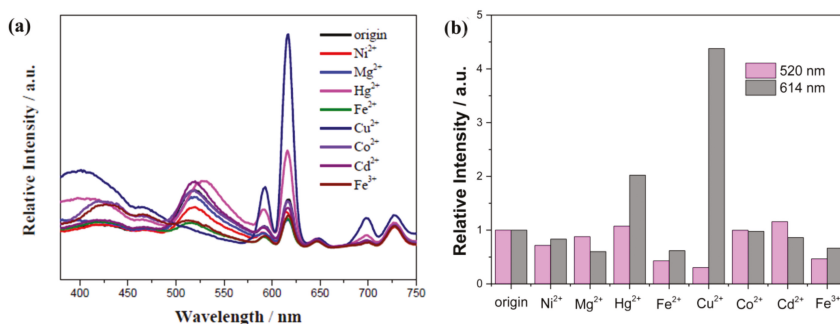 (a)
Relative Intensity / a.u.
origin
Ni²⁺
Mg²⁺
Hg²⁺
Fe²⁺
Cu²⁺
Co²⁺
Cd²⁺
Fe³⁺
400 450 500 550 600 650 700 750
Wavelength / nm
(b)
Relative Intensity / a.u.
5
4
3
2
1
0
520 nm
614 nm
origin Ni²⁺ Mg²⁺ Hg²⁺ Fe²⁺ Cu²⁺ Co²⁺ Cd²⁺ Fe³⁺